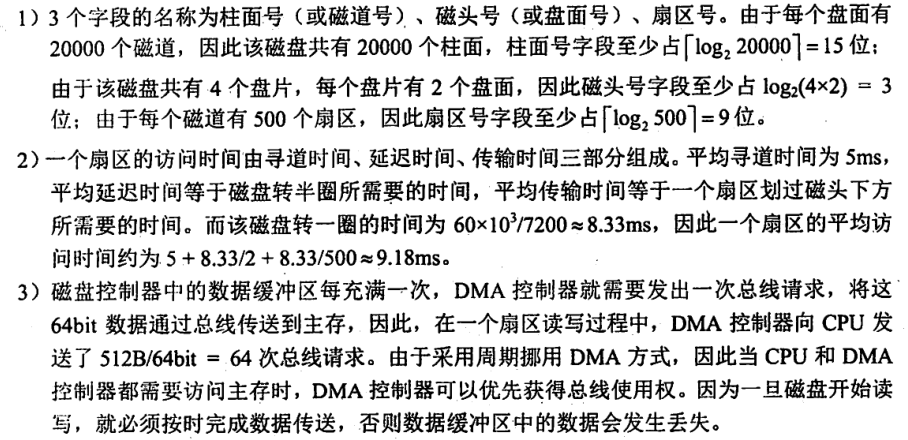 1）3 个字段的名称为柱面号（或磁道号）、磁头号（或盘面号）、扇区号。由于每个盘面有
20000 个磁道，因此该磁盘共有 20000 个柱面，柱面号字段至少占⌈log₂ 20000⌉=15 位；
由于该磁盘共有 4 个盘片，每个盘片有 2 个盘面，因此磁头号字段至少占 log₂(4×2) = 3
位；由于每个磁道有 500 个扇区，因此扇区号字段至少占⌈log₂ 500⌉=9 位。
2）一个扇区的访问时间由寻道时间、延迟时间、传输时间三部分组成。平均寻道时间为 5ms，
平均延迟时间等于磁盘转半圈所需要的时间，平均传输时间等于一个扇区划过磁头下方
所需要的时间。而该磁盘转一圈的时间为 60×10³/7200≈8.33ms，因此一个扇区的平均访
问时间约为 5 + 8.33/2 + 8.33/500≈9.18ms。
3）磁盘控制器中的数据缓冲区每充满一次，DMA 控制器就需要发出一次总线请求，将这
64bit 数据通过总线传送到主存，因此，在一个扇区读写过程中，DMA 控制器向 CPU 发
送了 512B/64bit = 64 次总线请求。由于采用周期挪用 DMA 方式，因此当 CPU 和 DMA
控制器都需要访问主存时，DMA 控制器可以优先获得总线使用权。因为一旦磁盘开始读
写，就必须按时完成数据传送，否则数据缓冲区中的数据会发生丢失。